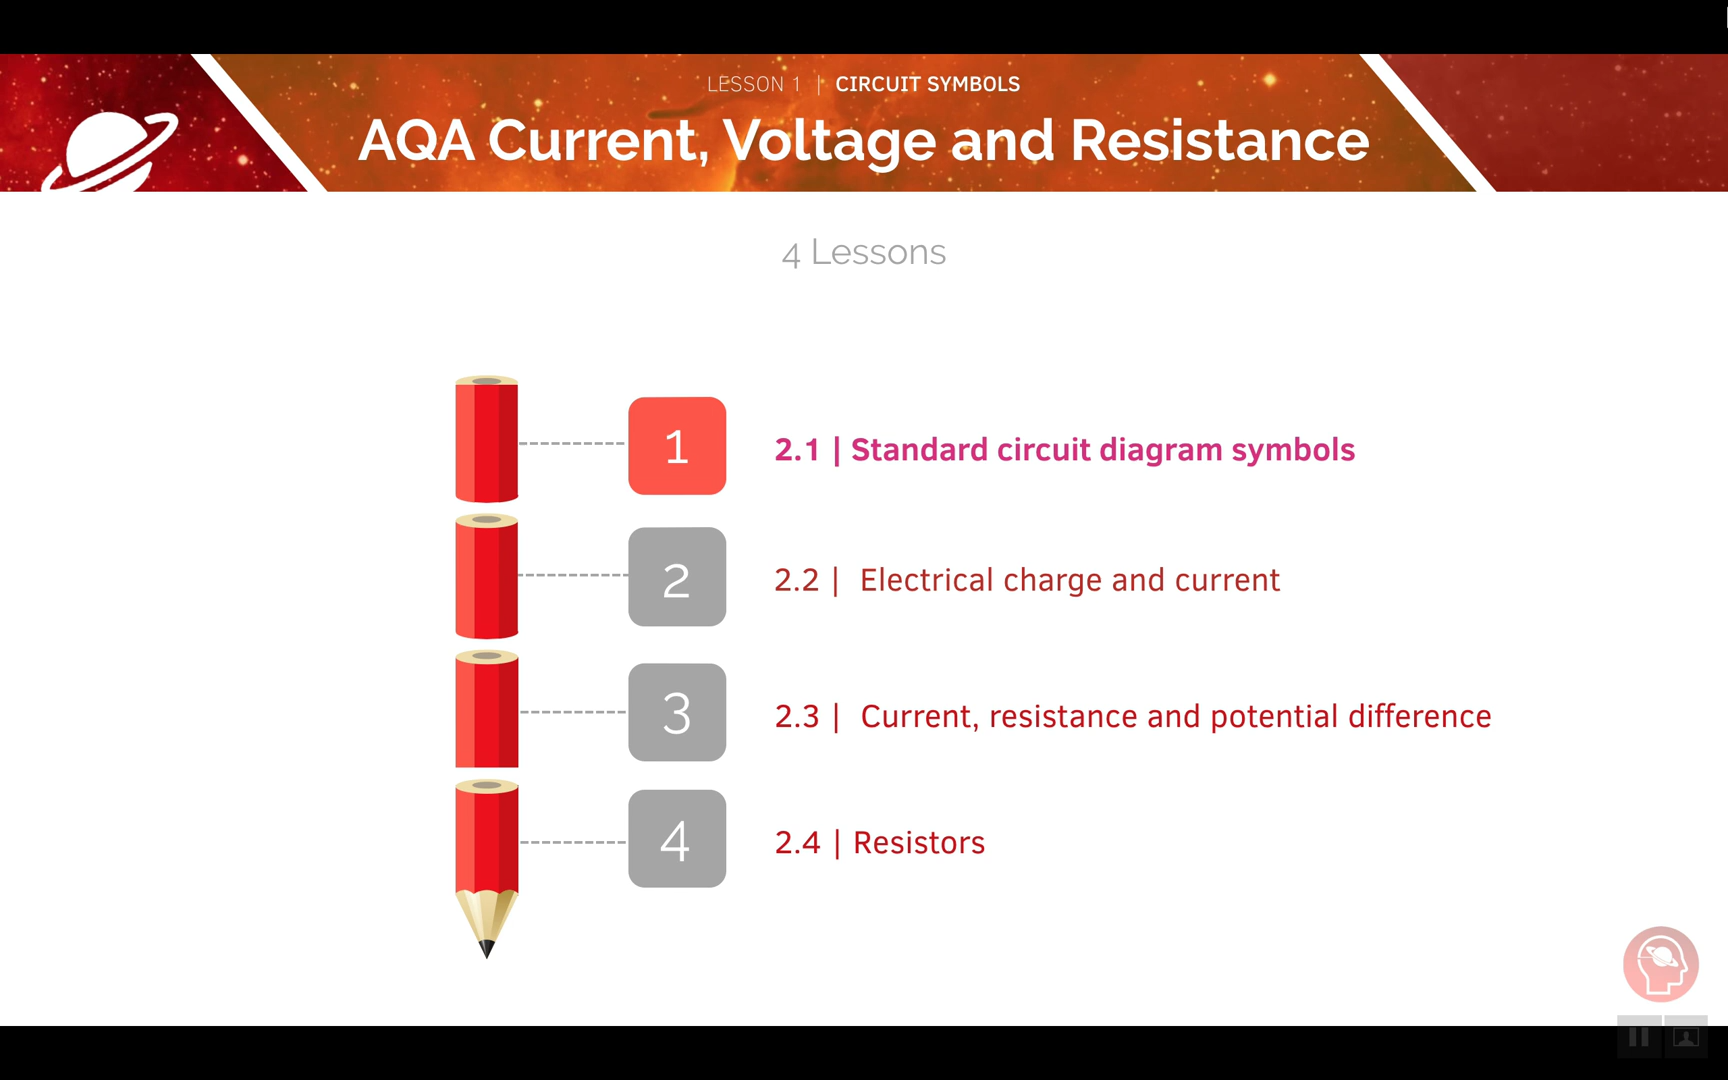 LESSON 1 | CIRCUIT SYMBOLS
AQA Current, Voltage and Resistance
4 Lessons
1 2.1 | Standard circuit diagram symbols
2 2.2 | Electrical charge and current
3 2.3 | Current, resistance and potential difference
4 2.4 | Resistors